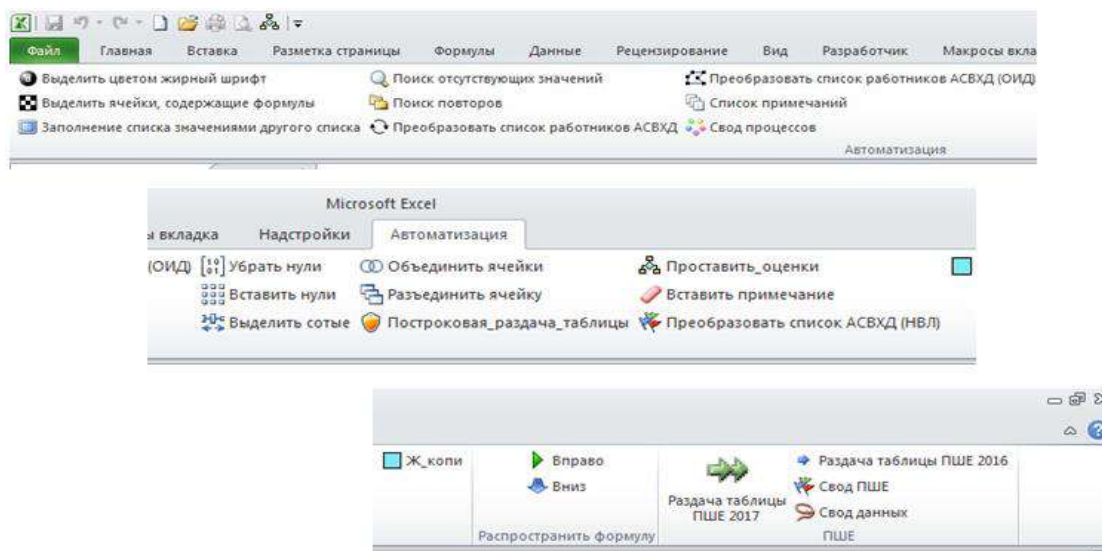 Файл Главная Вставка Разметка страницы Формулы Данные Рецензирование Вид Разработчик Макросы вкла
Выделить цветом жирный шрифт Поиск отсутствующих значений Преобразовать список работников АСВХД (ОИД)
Выделить ячейки, содержащие формулы Поиск повторов Список примечаний
Заполнение списка значениями другого списка Преобразовать список работников АСВХД Свод процессов
Автоматизация
Microsoft Excel
ы вкладка Надстройки Автоматизация
(ОИД) Убрать нули Объединить ячейки Проставить_оценки
Вставить нули Разъединить ячейку Вставить примечание
Выделить сотые Построковая_раздача_таблицы Преобразовать список АСВХД (НВЛ)
Ж_копи Вправо Раздача таблицы ПШЕ 2016
Вниз Свод ПШЕ
Раздача таблицы
ПШЕ 2017 Свод данных
Распространить формулу ПШЕ